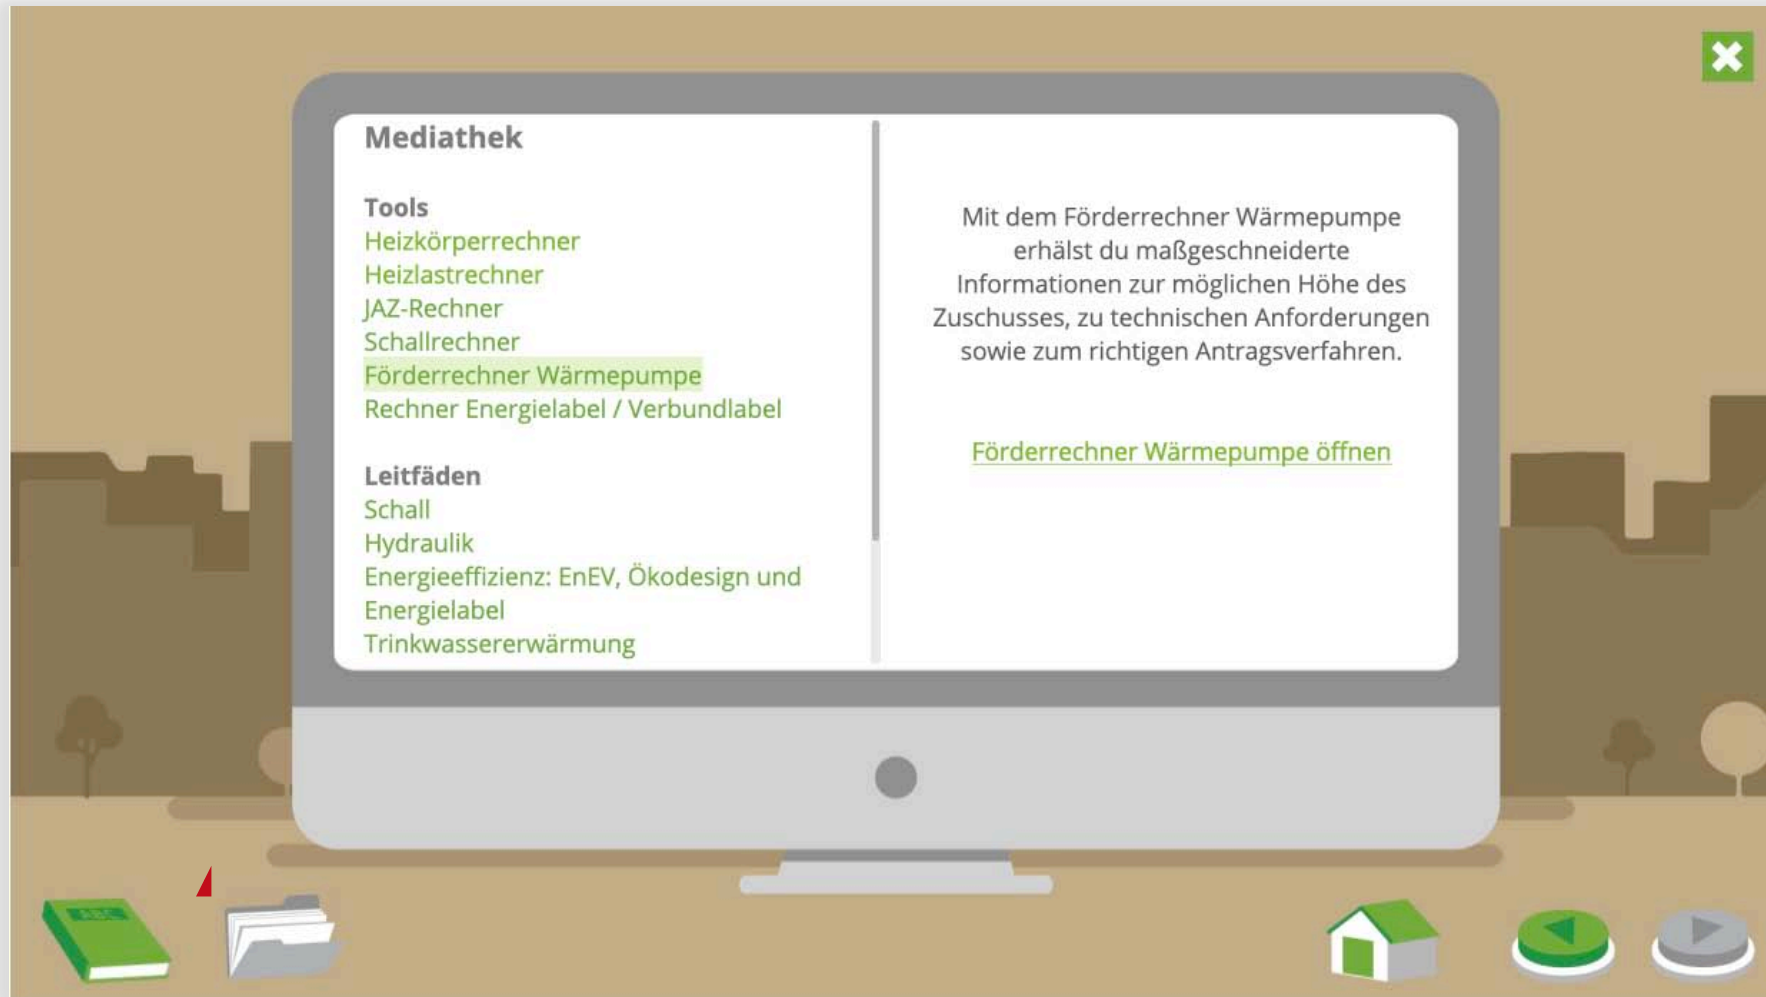 Mediathek
Tools
Heizkörperrechner
Heizlastrechner
JAZ-Rechner
Schallrechner
Förderrechner Wärmepumpe
Rechner Energielabel / Verbundlabel
Leitfäden
Schall
Hydraulik
Energieeffizienz: EnEV, Ökodesign und
Energielabel
Trinkwassererwärmung
Mit dem Förderrechner Wärmepumpe
erhälst du maßgeschneiderte
Informationen zur möglichen Höhe des
Zuschusses, zu technischen Anforderungen
sowie zum richtigen Antragsverfahren.
Förderrechner Wärmepumpe öffnen
ABC